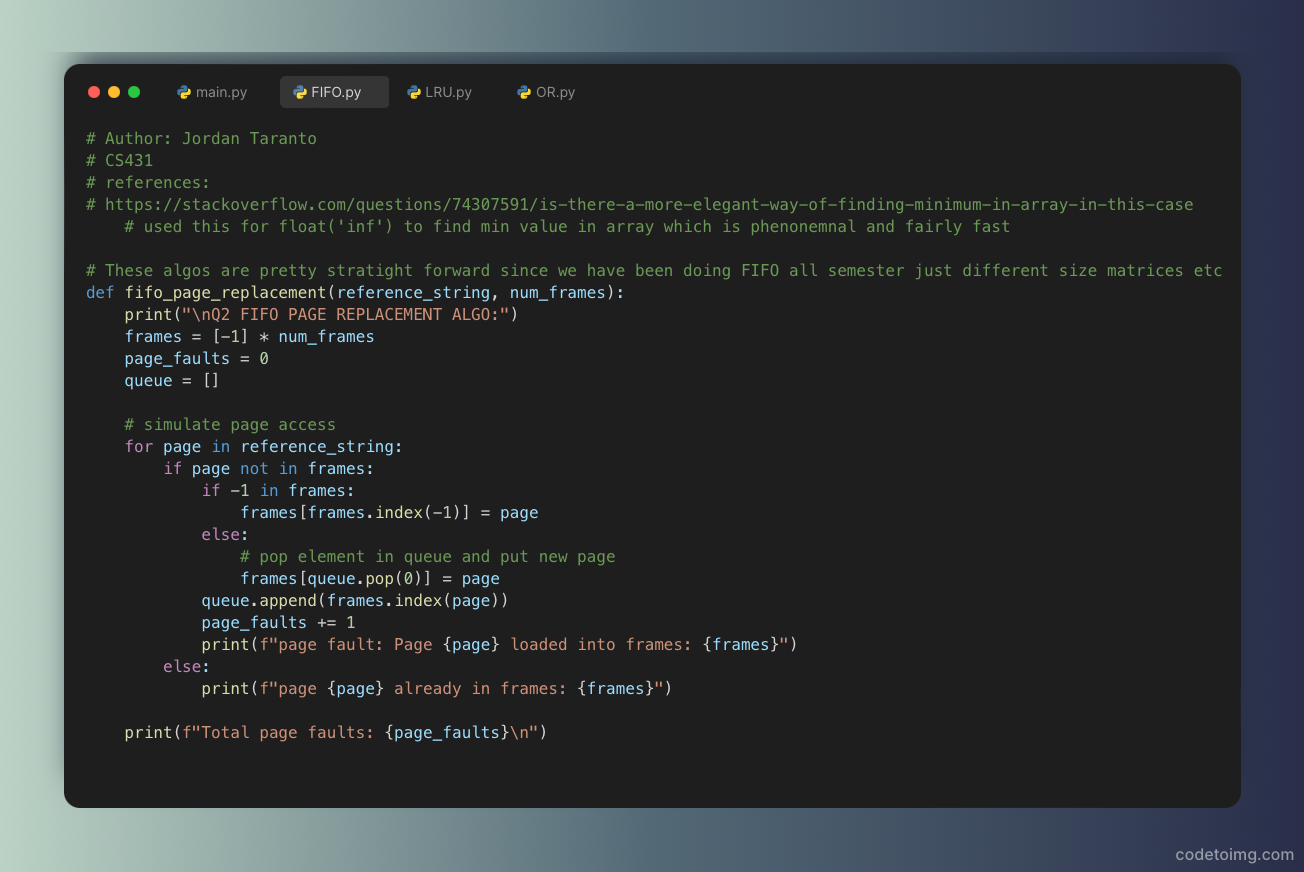 main.py FIFO.py LRU.py OR.py
# Author: Jordan Taranto
# CS431
# references:
# https://stackoverflow.com/questions/74307591/is-there-a-more-elegant-way-of-finding-minimum-in-array-in-this-case
    # used this for float('inf') to find min value in array which is phenonemnal and fairly fast

# These algos are pretty stratight forward since we have been doing FIFO all semester just different size matrices etc
def fifo_page_replacement(reference_string, num_frames):
    print("\nQ2 FIFO PAGE REPLACEMENT ALGO:")
    frames = [-1] * num_frames
    page_faults = 0
    queue = []

    # simulate page access
    for page in reference_string:
        if page not in frames:
            if -1 in frames:
                frames[frames.index(-1)] = page
            else:
                # pop element in queue and put new page
                frames[queue.pop(0)] = page
            queue.append(frames.index(page))
            page_faults += 1
            print(f"page fault: Page {page} loaded into frames: {frames}")
        else:
            print(f"page {page} already in frames: {frames}")

    print(f"Total page faults: {page_faults}\n")
codetoimg.com